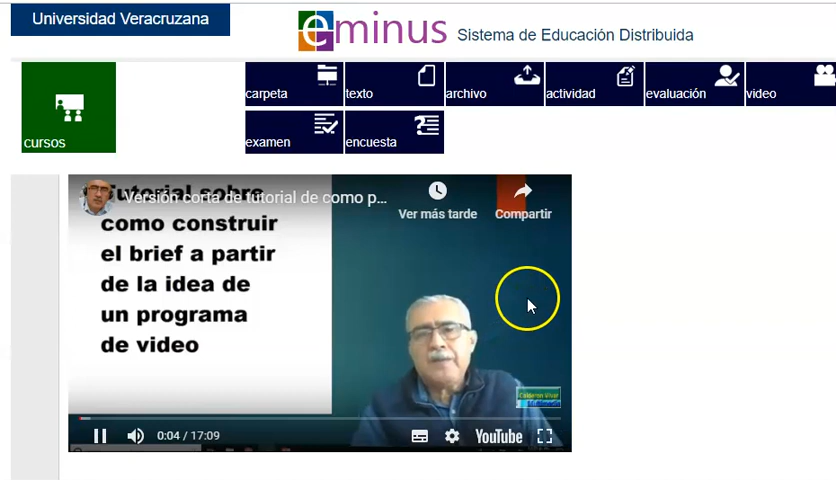 Universidad Veracruzana
eminus Sistema de Educación Distribuida
carpeta texto archivo actividad evaluación video
cursos
examen encuesta
Versión corta de tutorial de como p...
Ver más tarde Compartir
Tutorial sobre
como construir
el brief a partir
de la idea de
un programa
de video
Calderon Vivar
0:04 / 17:09
YouTube